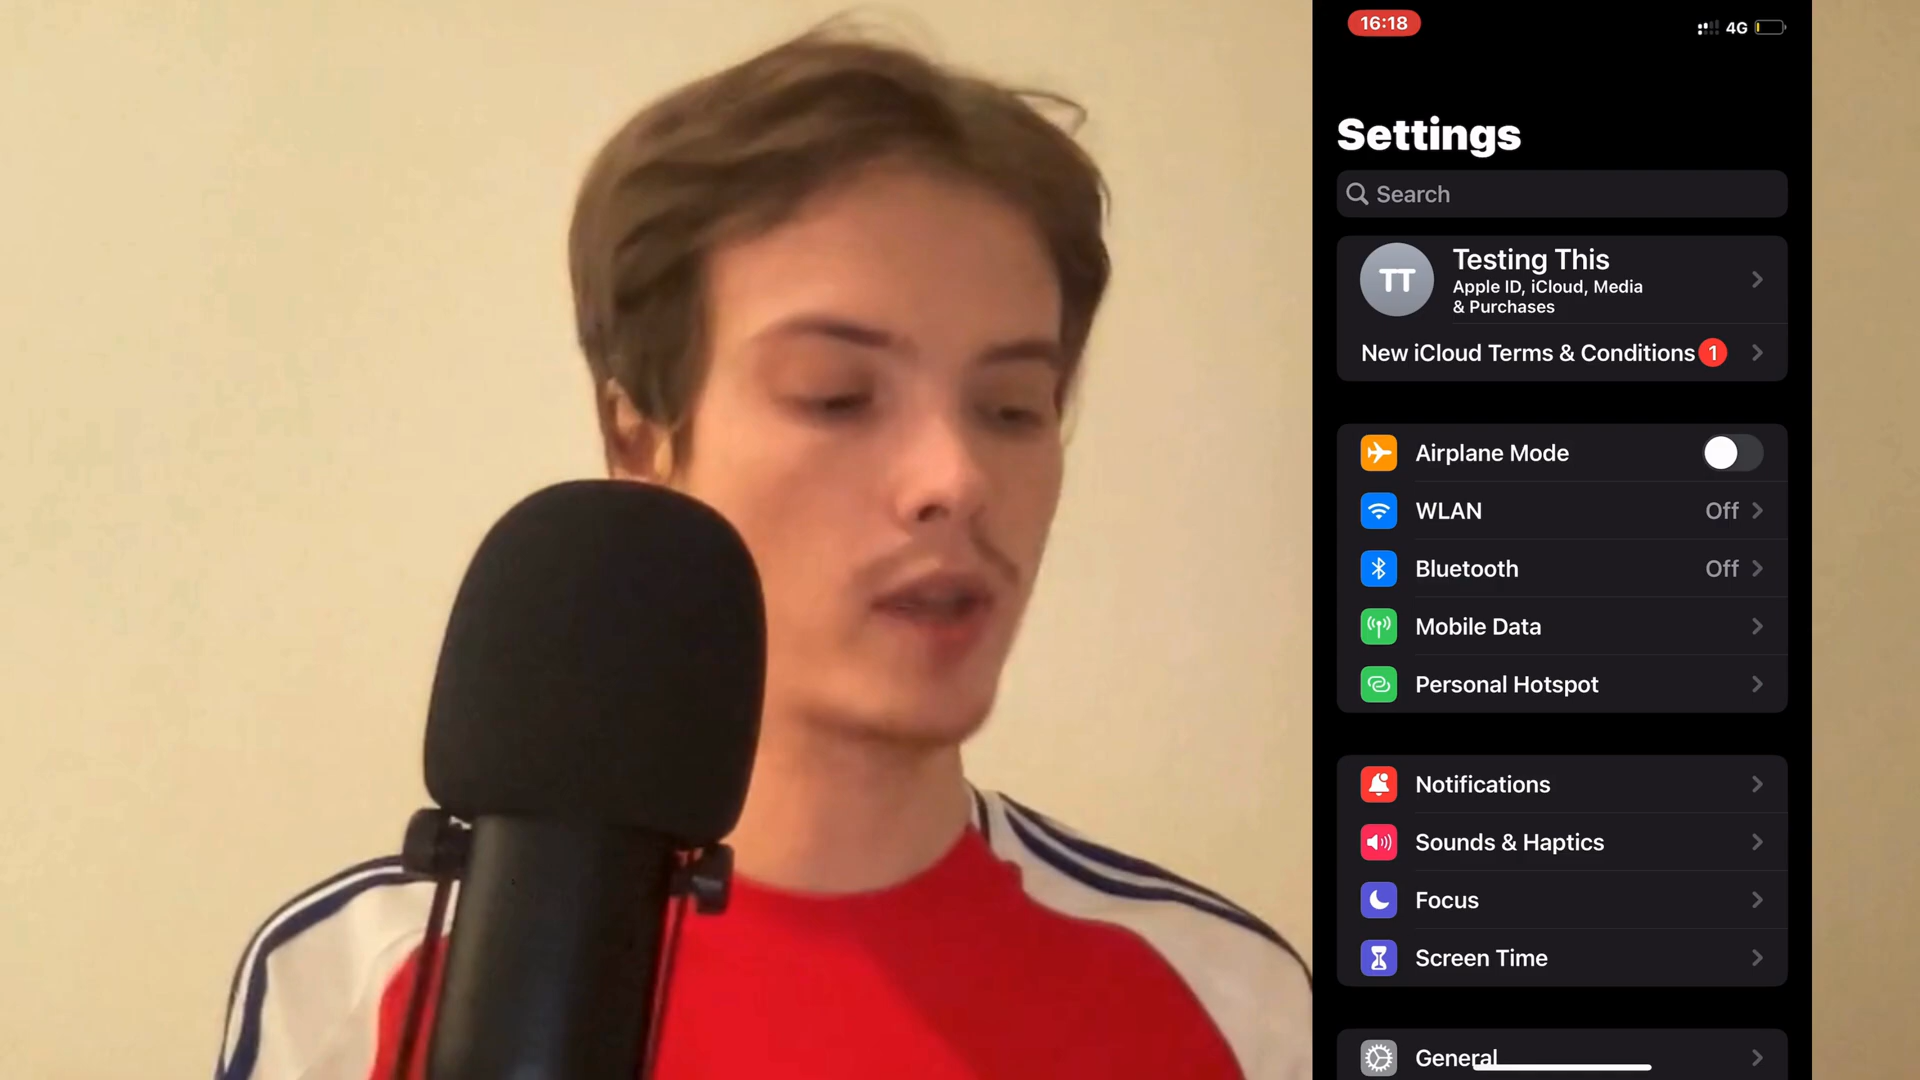 16:18
4G
Settings
Search
TT
Testing This
Apple ID, iCloud, Media
& Purchases
New iCloud Terms & Conditions 1
Airplane Mode
WLAN Off
Bluetooth Off
Mobile Data
Personal Hotspot
Notifications
Sounds & Haptics
Focus
Screen Time
General